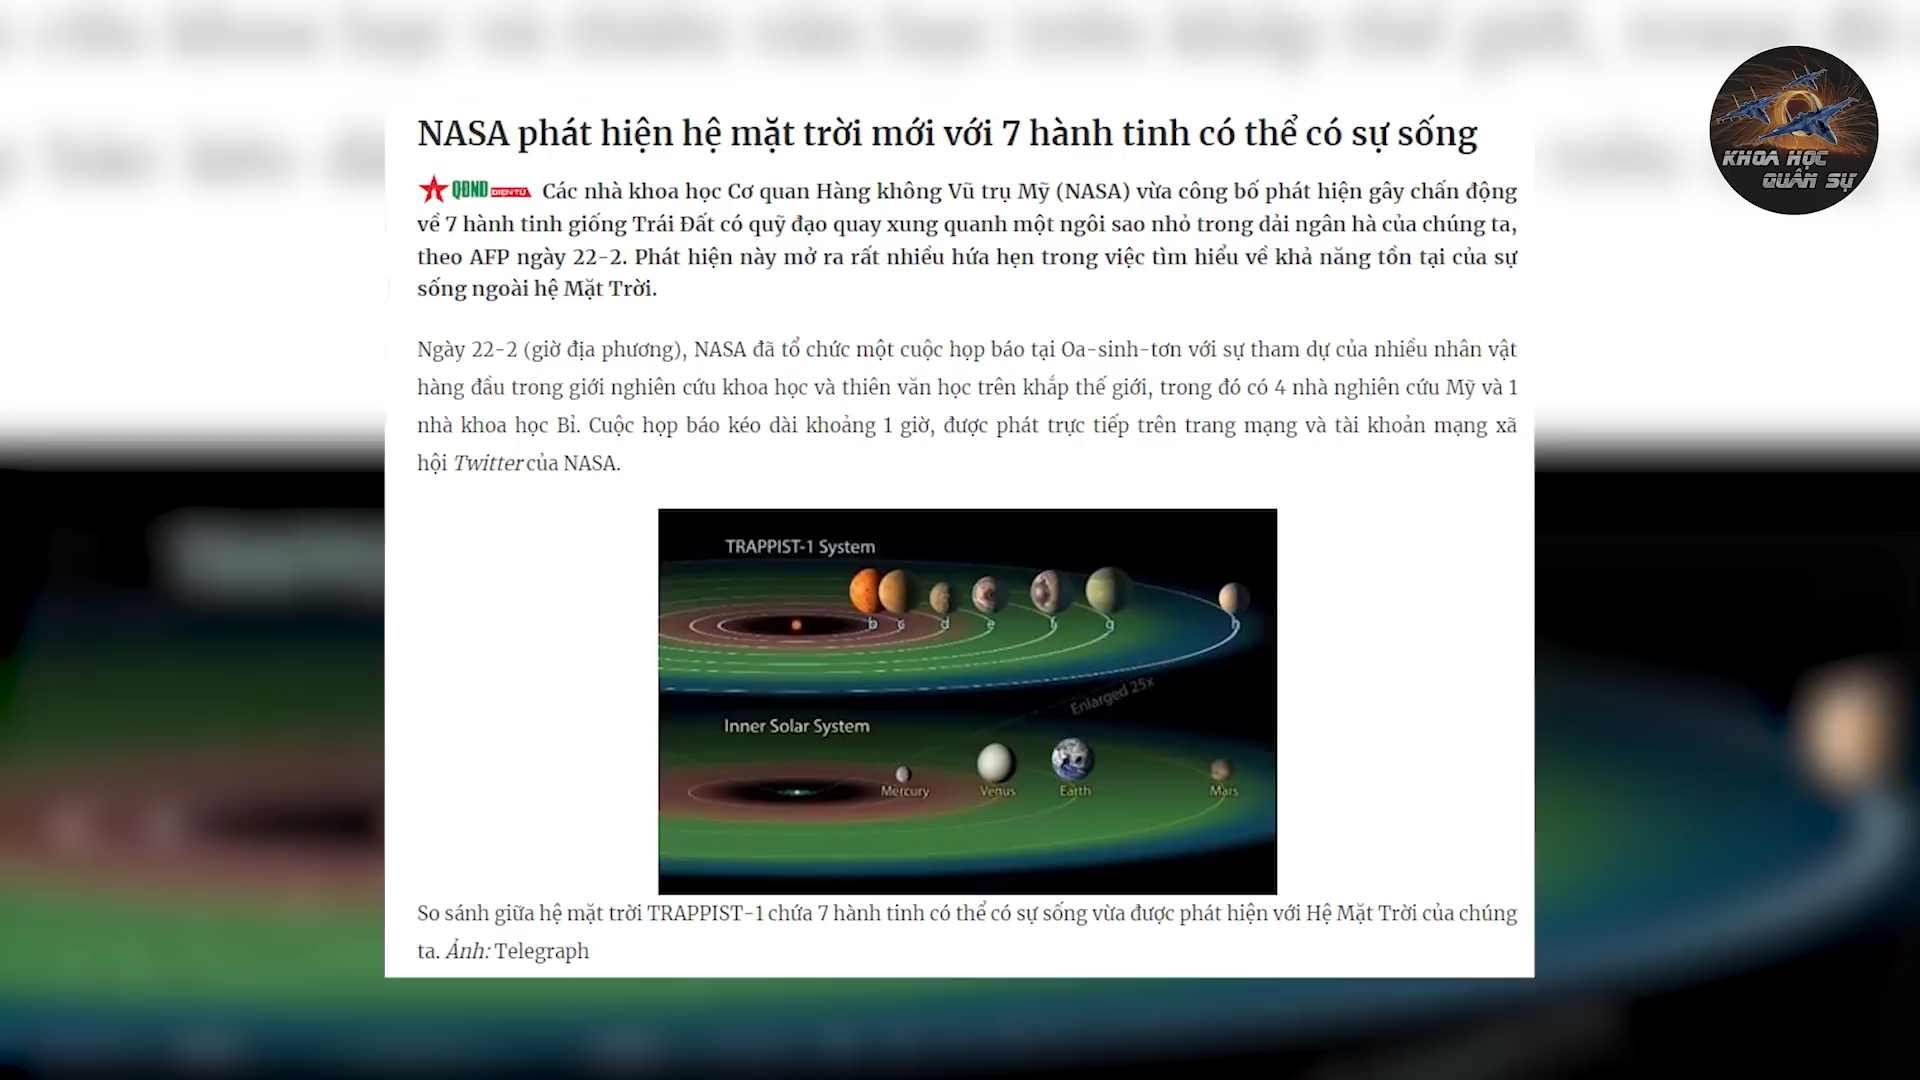 NASA phát hiện hệ mặt trời mới với 7 hành tinh có thể có sự sống
KHOA HỌC
QUÂN SỰ
QĐND ĐIỆN TỬ Các nhà khoa học Cơ quan Hàng không Vũ trụ Mỹ (NASA) vừa công bố phát hiện gây chấn động
về 7 hành tinh giống Trái Đất có quỹ đạo quay xung quanh một ngôi sao nhỏ trong dải ngân hà của chúng ta,
theo AFP ngày 22-2. Phát hiện này mở ra rất nhiều hứa hẹn trong việc tìm hiểu về khả năng tồn tại của sự
sống ngoài hệ Mặt Trời.
Ngày 22-2 (giờ địa phương), NASA đã tổ chức một cuộc họp báo tại Oa-sinh-tơn với sự tham dự của nhiều nhân vật
hàng đầu trong giới nghiên cứu khoa học và thiên văn học trên khắp thế giới, trong đó có 4 nhà nghiên cứu Mỹ và 1
nhà khoa học Bỉ. Cuộc họp báo kéo dài khoảng 1 giờ, được phát trực tiếp trên trang mạng và tài khoản mạng xã
hội Twitter của NASA.
TRAPPIST-1 System
b c d e f g h
Enlarged 25x
Inner Solar System
Mercury Venus Earth Mars
So sánh giữa hệ mặt trời TRAPPIST-1 chứa 7 hành tinh có thể có sự sống vừa được phát hiện với Hệ Mặt Trời của chúng
ta. Ảnh: Telegraph